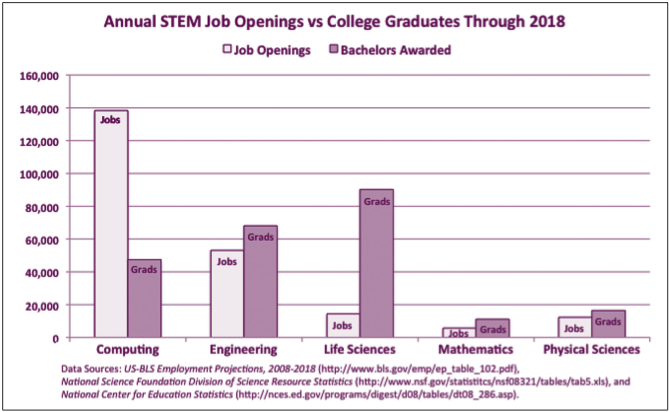 Annual STEM Job Openings vs College Graduates Through 2018
Job Openings Bachelors Awarded
160,000
140,000
120,000
100,000
80,000
60,000
40,000
20,000
0
Jobs
Grads
Jobs
Grads
Jobs
Grads
Jobs
Grads
Jobs
Grads
Computing Engineering Life Sciences Mathematics Physical Sciences
Data Sources: US-BLS Employment Projections, 2008-2018 (http://www.bls.gov/emp/ep_table_102.pdf),
National Science Foundation Division of Science Resource Statistics (http://www.nsf.gov/statistitcs/nsf08321/tables/tab5.xls), and
National Center for Education Statistics (http://nces.ed.gov/programs/digest/d08/tables/dt08_286.asp).